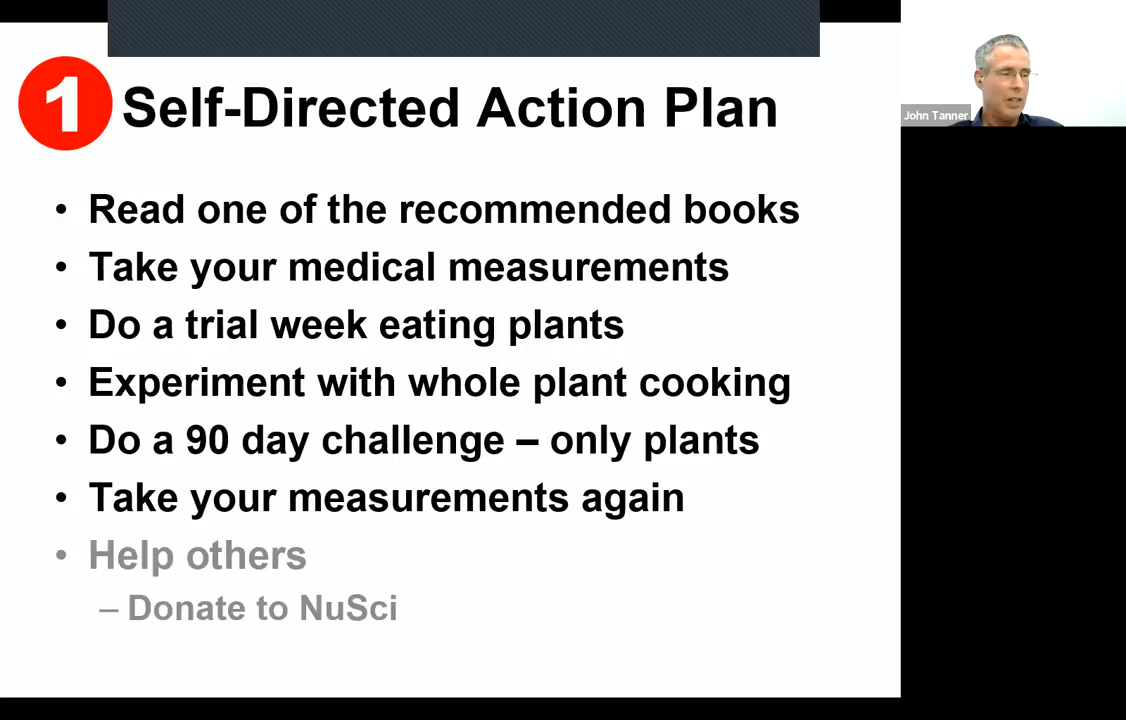 1 Self-Directed Action Plan
John Tanner
• Read one of the recommended books
• Take your medical measurements
• Do a trial week eating plants
• Experiment with whole plant cooking
• Do a 90 day challenge – only plants
• Take your measurements again
• Help others
– Donate to NuSci